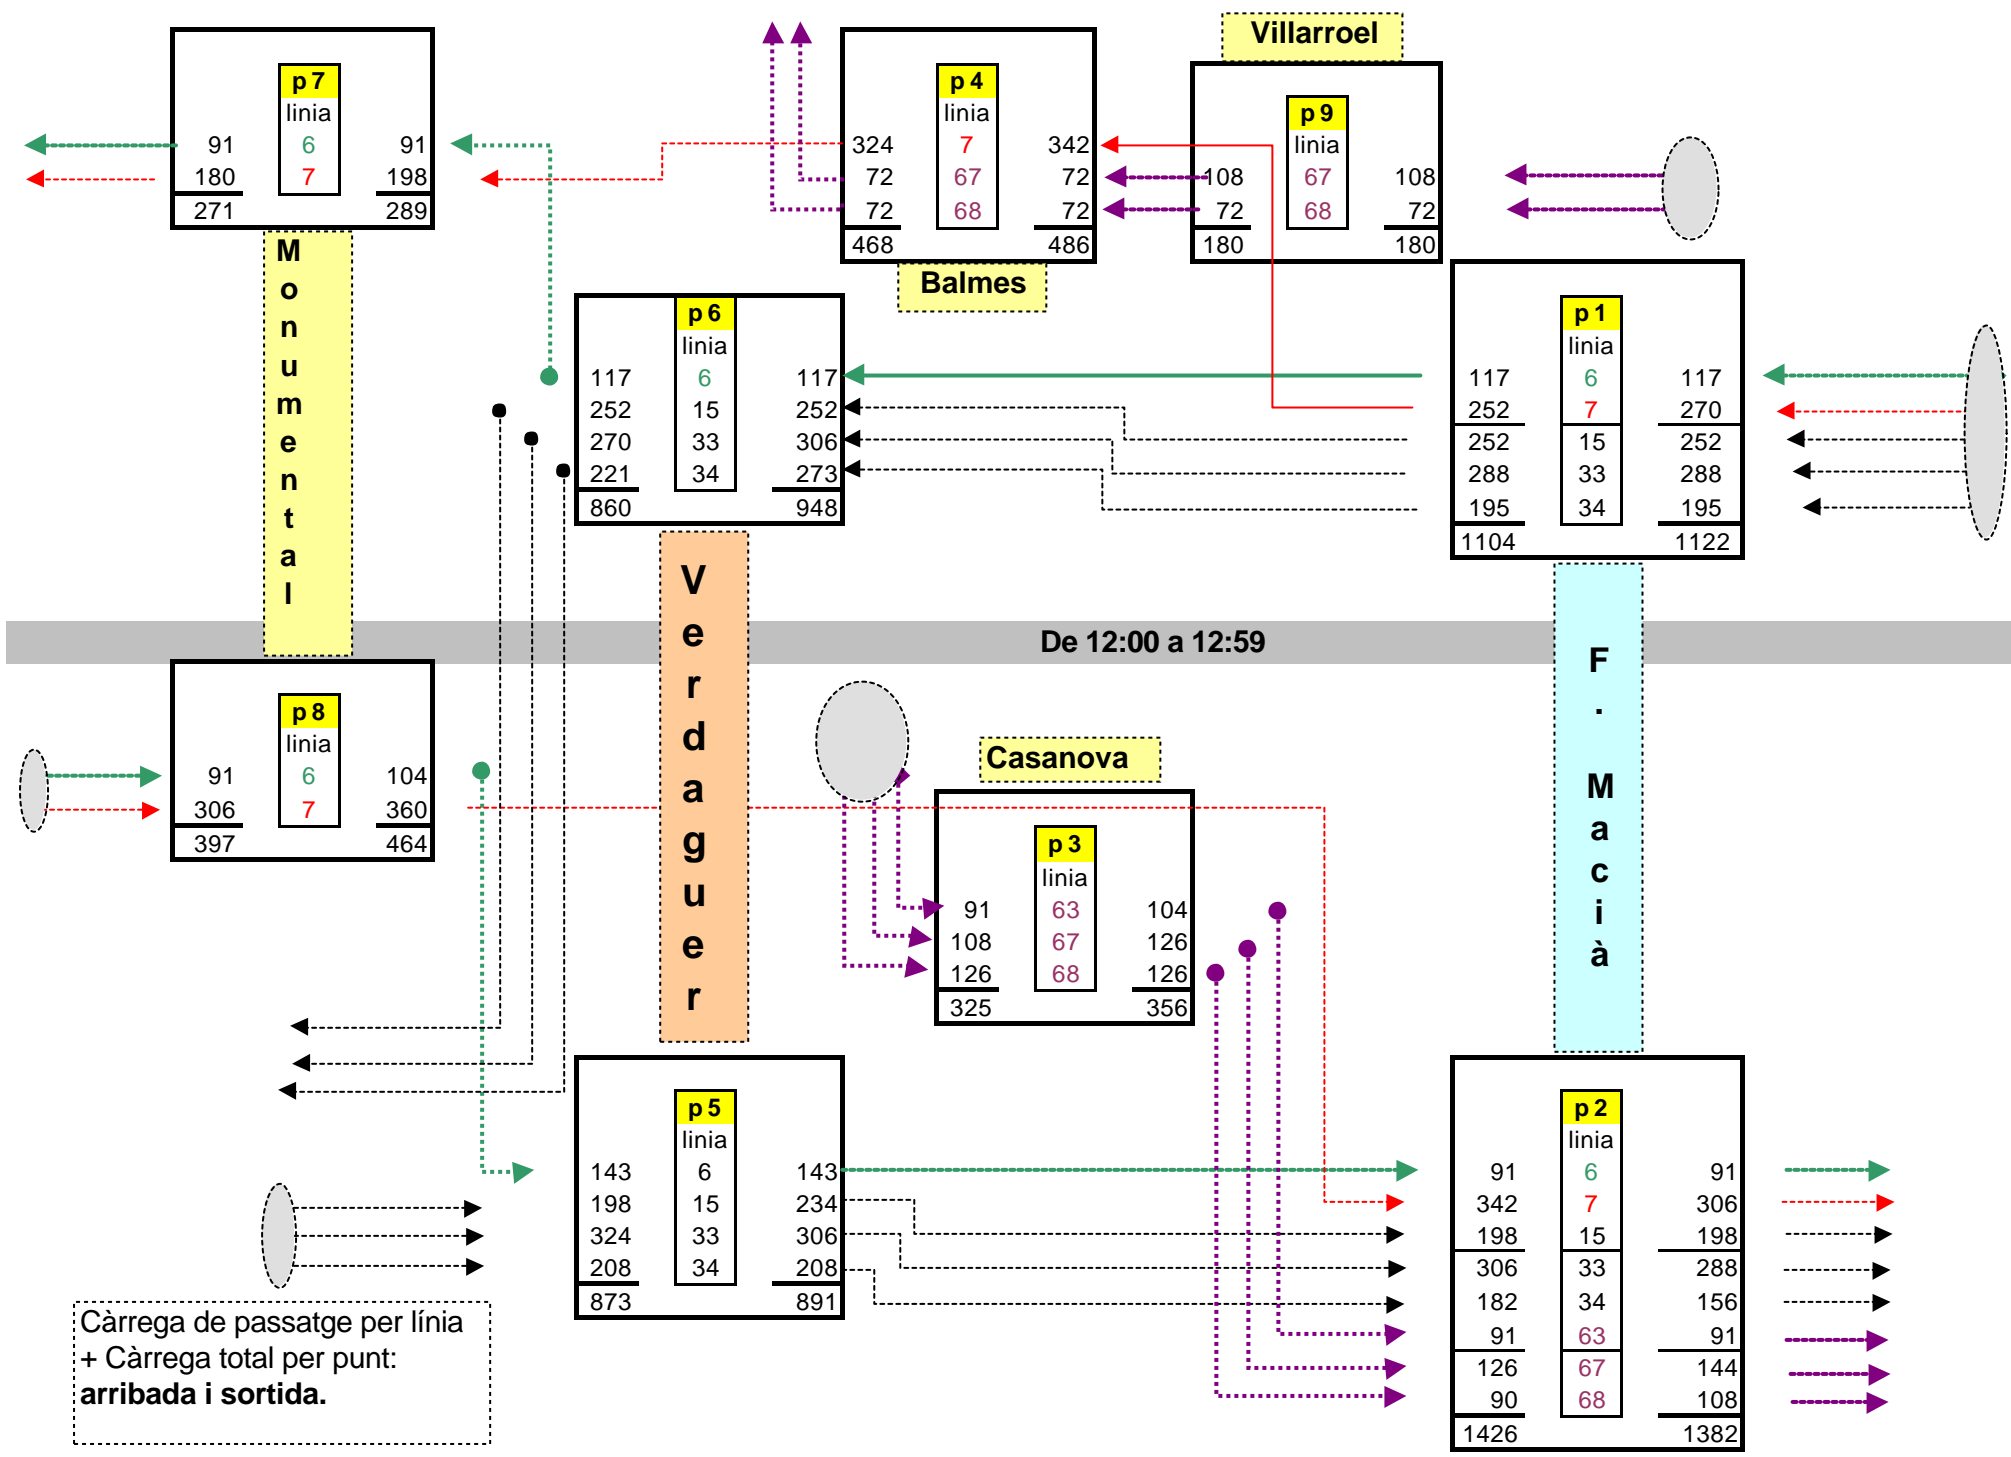 Villarroel
p 7
linia
91 6 91
180 7 198
271 289
p 4
linia
324 7 342
72 67 72
72 68 72
468 486
p 9
linia
108 67 108
72 68 72
180 180
Balmes
Monumental
p 6
linia
117 6 117
252 15 252
270 33 306
221 34 273
860 948
p 1
linia
117 6 117
252 7 270
252 15 252
288 33 288
195 34 195
1104 1122
Verdaguer
F. Macià
De 12:00 a 12:59
p 8
linia
91 6 104
306 7 360
397 464
Casanova
p 3
linia
91 63 104
108 67 126
126 68 126
325 356
p 5
linia
143 6 143
198 15 234
324 33 306
208 34 208
873 891
p 2
linia
91 6 91
342 7 306
198 15 198
306 33 288
182 34 156
91 63 91
126 67 144
90 68 108
1426 1382
Càrrega de passatge per línia
+ Càrrega total per punt:
arribada i sortida.